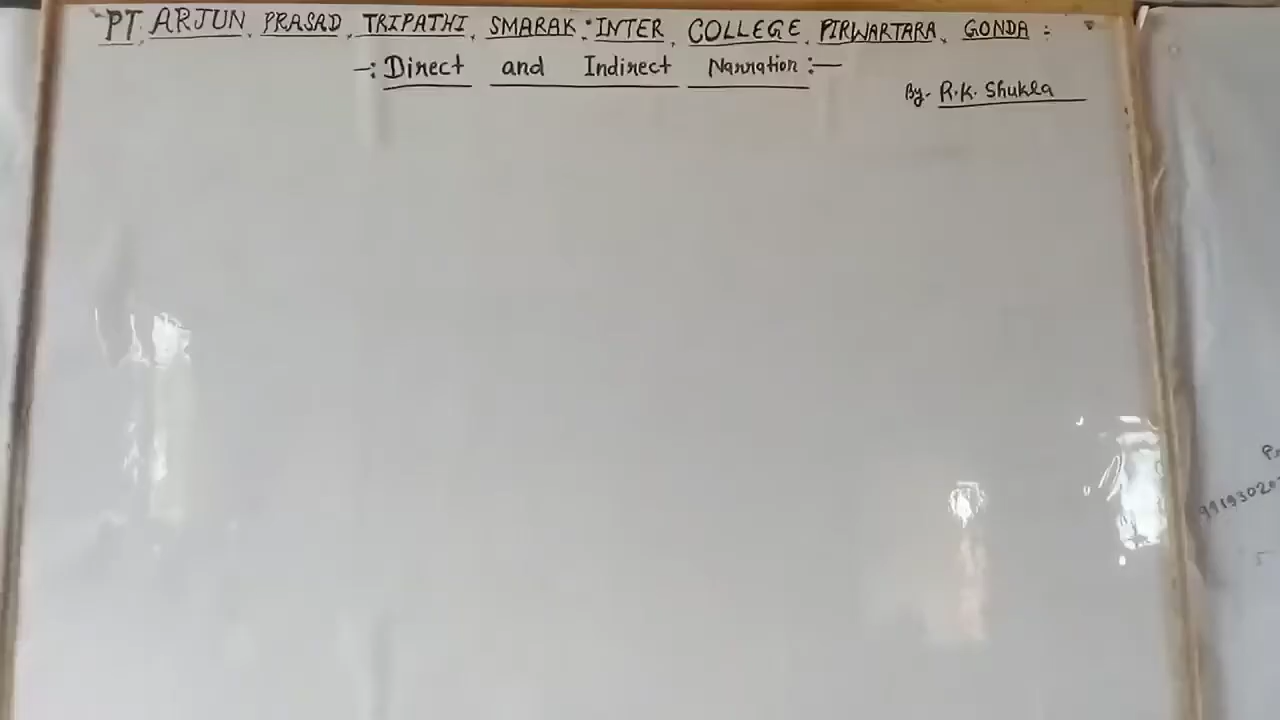 PT. ARJUN, PRASAD, TRIPATHI, SMARAK INTER, COLLEGE, PIRWARTARA, GONDA :
-: Direct and Indirect Narration :-
By- R.K. Shukla